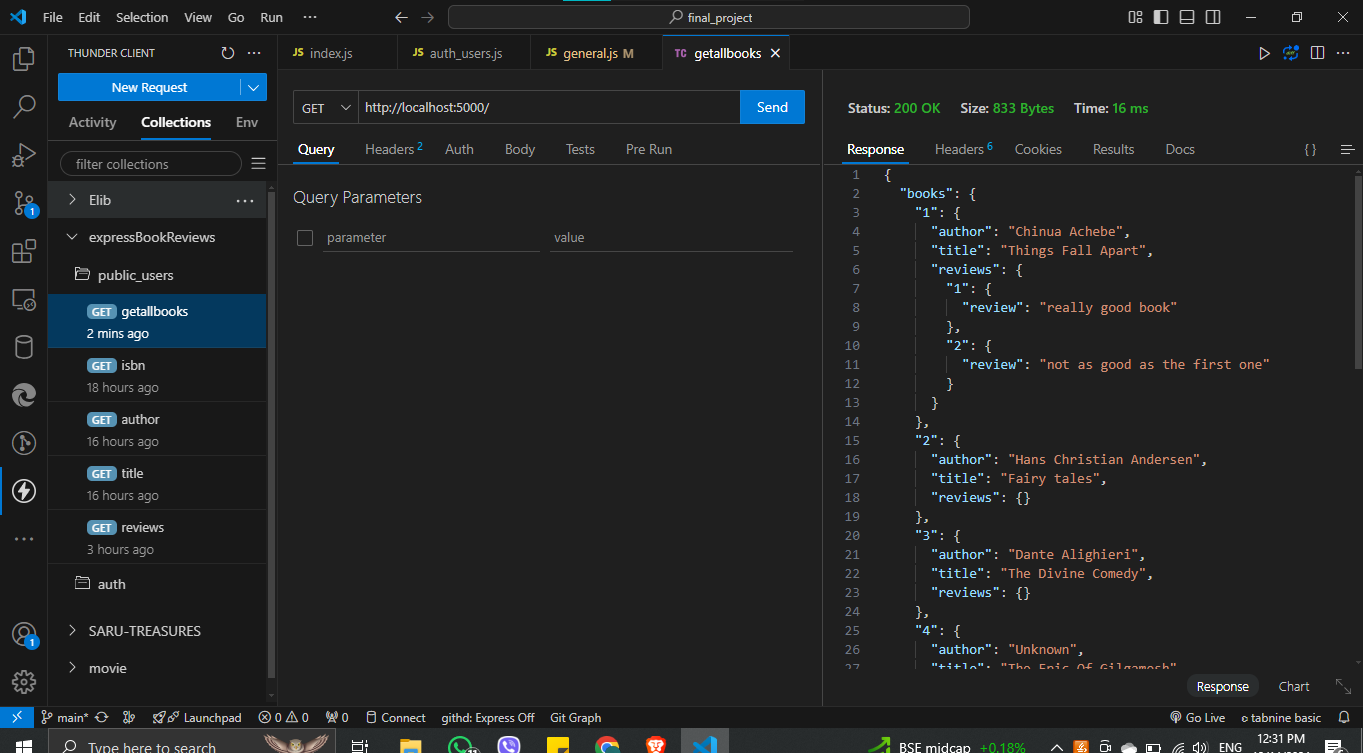 File Edit Selection View Go Run ···
final_project
THUNDER CLIENT
New Request
Activity Collections Env
filter collections
Elib
expressBookReviews
public_users
GET getallbooks
2 mins ago
GET isbn
18 hours ago
GET author
16 hours ago
GET title
16 hours ago
GET reviews
3 hours ago
auth
SARU-TREASURES
movie
1
1
JS index.js
JS auth_users.js
JS general.js M
TC getallbooks
GET http://localhost:5000/ Send
Query Headers 2 Auth Body Tests Pre Run
Query Parameters
parameter value
Status: 200 OK Size: 833 Bytes Time: 16 ms
Response Headers 6 Cookies Results Docs {}
1 {
2 "books": {
3 "1": {
4 "author": "Chinua Achebe",
5 "title": "Things Fall Apart",
6 "reviews": {
7 "1": {
8 "review": "really good book"
9 },
10 "2": {
11 "review": "not as good as the first one"
12 }
13 }
14 },
15 "2": {
16 "author": "Hans Christian Andersen",
17 "title": "Fairy tales",
18 "reviews": {}
19 },
20 "3": {
21 "author": "Dante Alighieri",
22 "title": "The Divine Comedy",
23 "reviews": {}
24 },
25 "4": {
26 "author": "Unknown",
27 "title": "The Epic Of Gilgamesh"
Response Chart
main* Launchpad 0 0 0 Connect githd: Express Off Git Graph Go Live tabnine basic
Type here to search
BSE midcap +0.18% ENG 12:31 PM